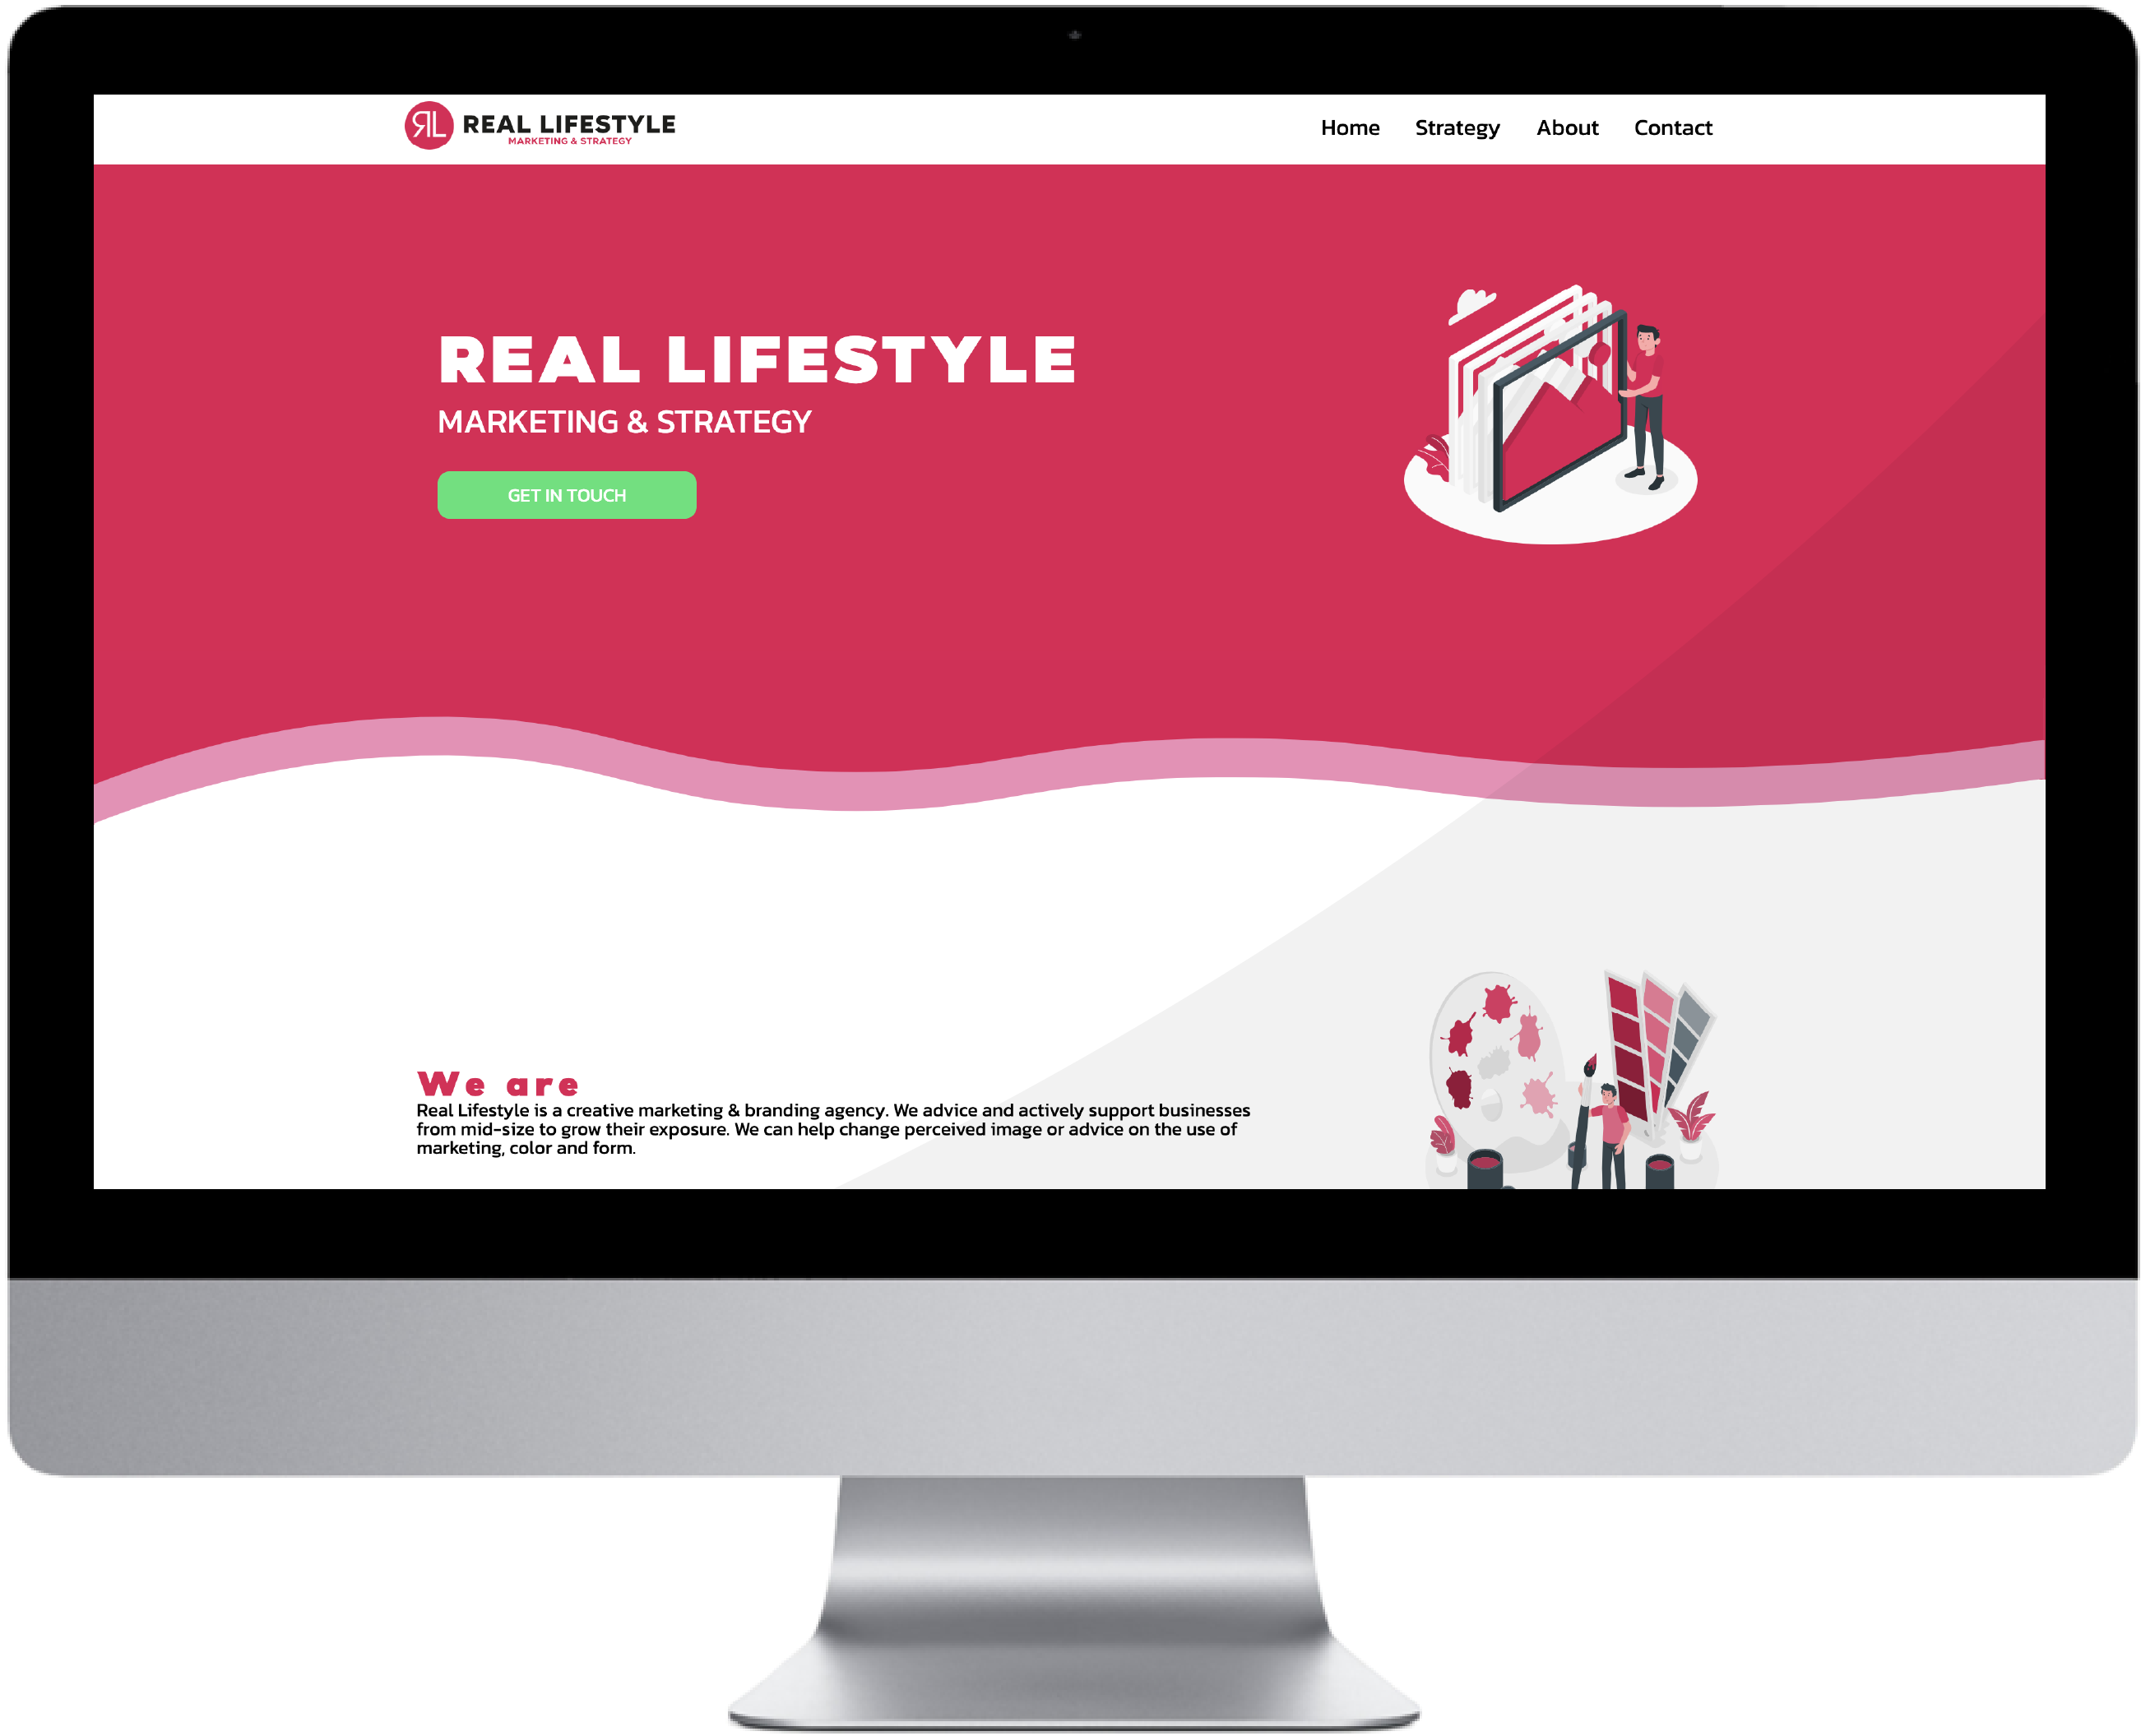 RL REAL LIFESTYLE
MARKETING & STRATEGY
Home Strategy About Contact
REAL LIFESTYLE
MARKETING & STRATEGY
GET IN TOUCH
We are
Real Lifestyle is a creative marketing & branding agency. We advice and actively support businesses
from mid-size to grow their exposure. We can help change perceived image or advice on the use of
marketing, color and form.